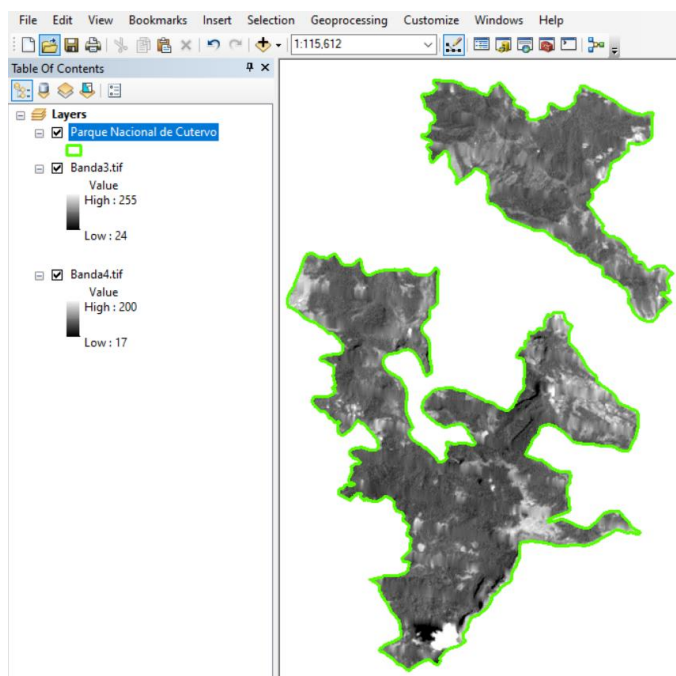 File Edit View Bookmarks Insert Selection Geoprocessing Customize Windows Help
1:115,612
Table Of Contents
Layers
Parque Nacional de Cutervo
Banda3.tif
Value
High : 255
Low : 24
Banda4.tif
Value
High : 200
Low : 17